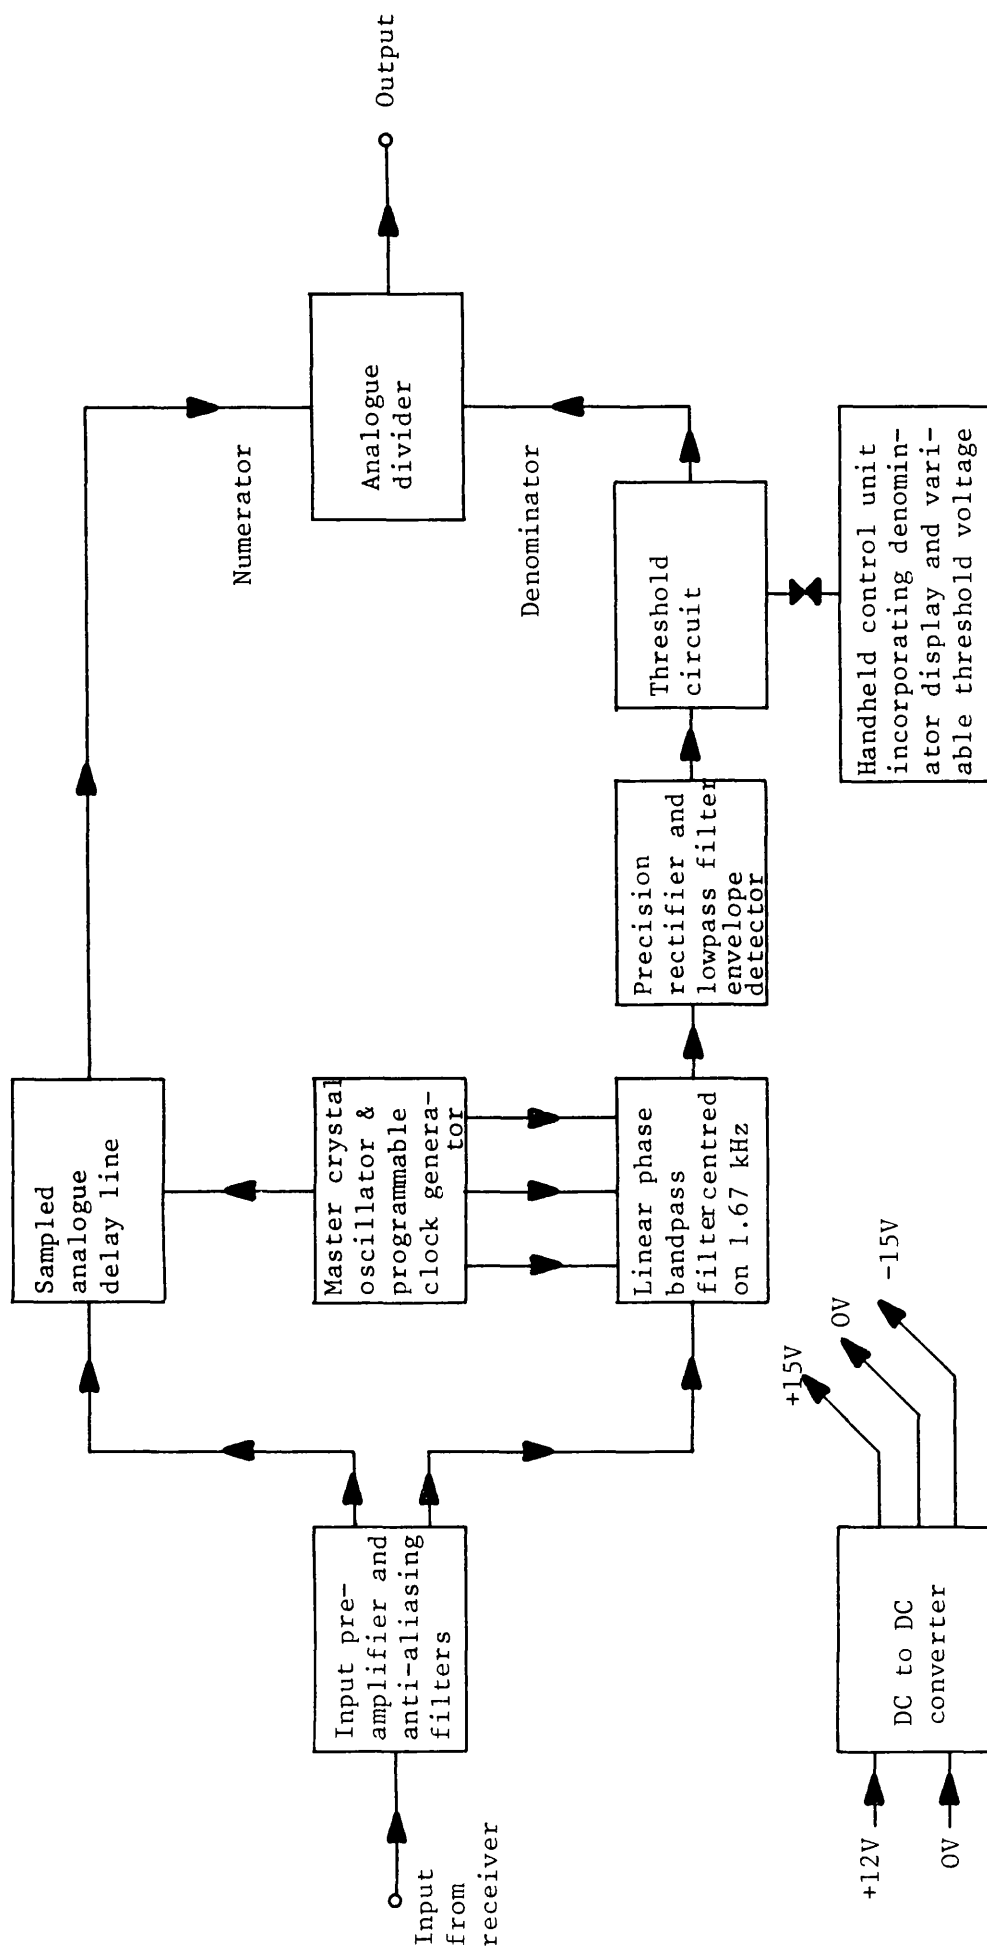 Input
from
receiver
Input pre-
amplifier and
anti-aliasing
filters
Sampled
analogue
delay line
Master crystal
oscillator &
programmable
clock genera-
tor
Linear phase
bandpass
filtercentred
on 1.67 kHz
Precision
rectifier and
lowpass filter
envelope
detector
Threshold
circuit
Handheld control unit
incorporating denomin-
ator display and vari-
able threshold voltage
Numerator
Denominator
Analogue
divider
Output
+12V
0V
DC to DC
converter
+15V
0V
-15V